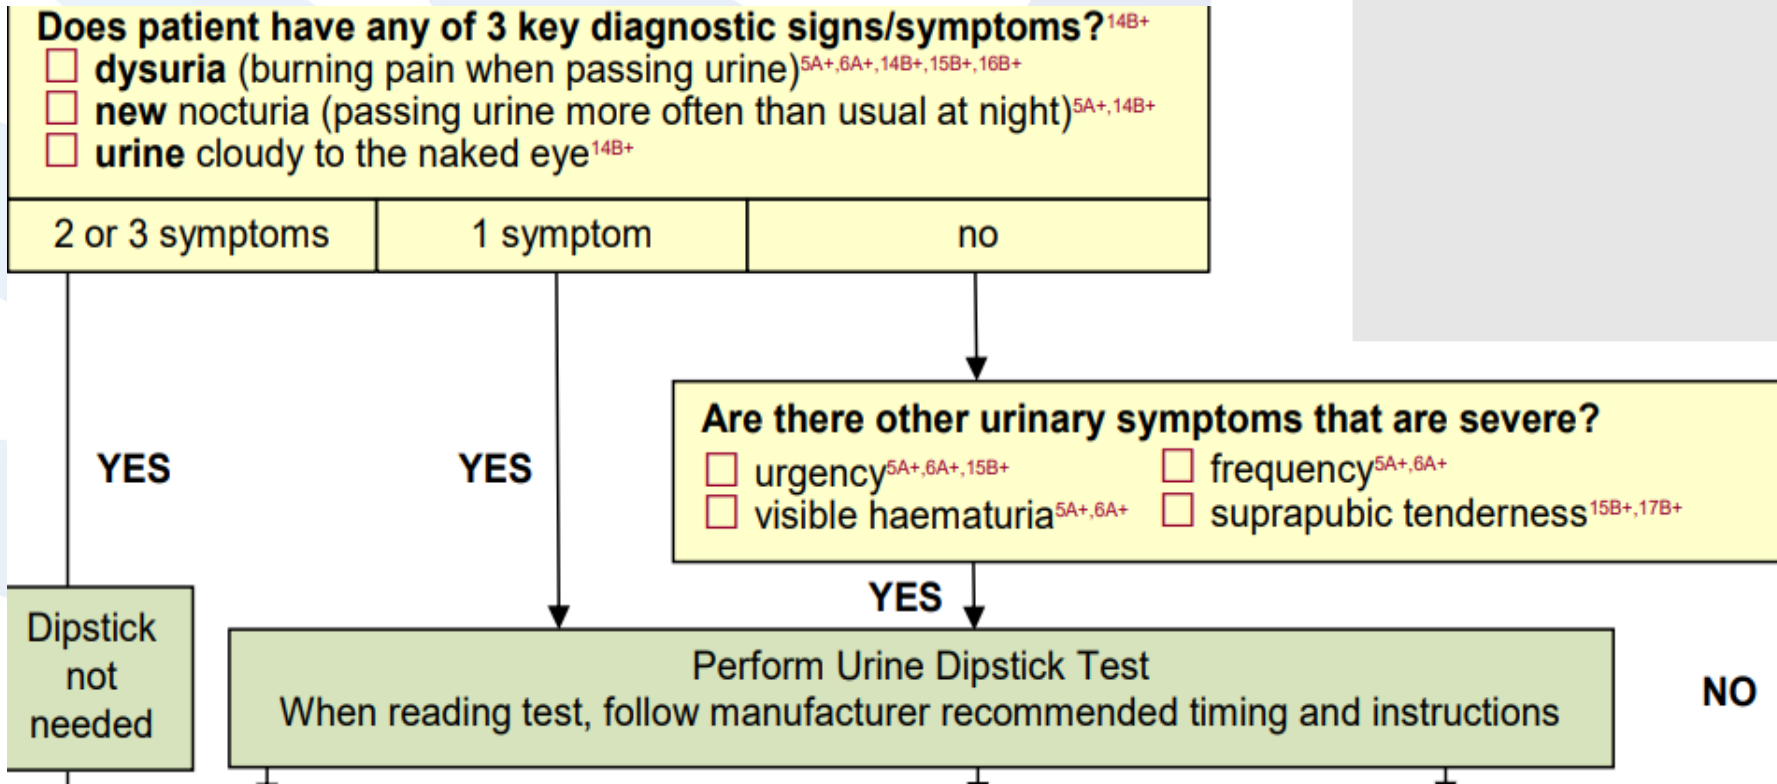 Does patient have any of 3 key diagnostic signs/symptoms?14B+
☐ dysuria (burning pain when passing urine)5A+,6A+,14B+,15B+,16B+
☐ new nocturia (passing urine more often than usual at night)5A+,14B+
☐ urine cloudy to the naked eye14B+
2 or 3 symptoms
1 symptom
no
Are there other urinary symptoms that are severe?
☐ urgency5A+,6A+,15B+ ☐ frequency5A+,6A+
☐ visible haematuria5A+,6A+ ☐ suprapubic tenderness15B+,17B+
YES
YES
YES
Dipstick
not
needed
Perform Urine Dipstick Test
When reading test, follow manufacturer recommended timing and instructions
NO